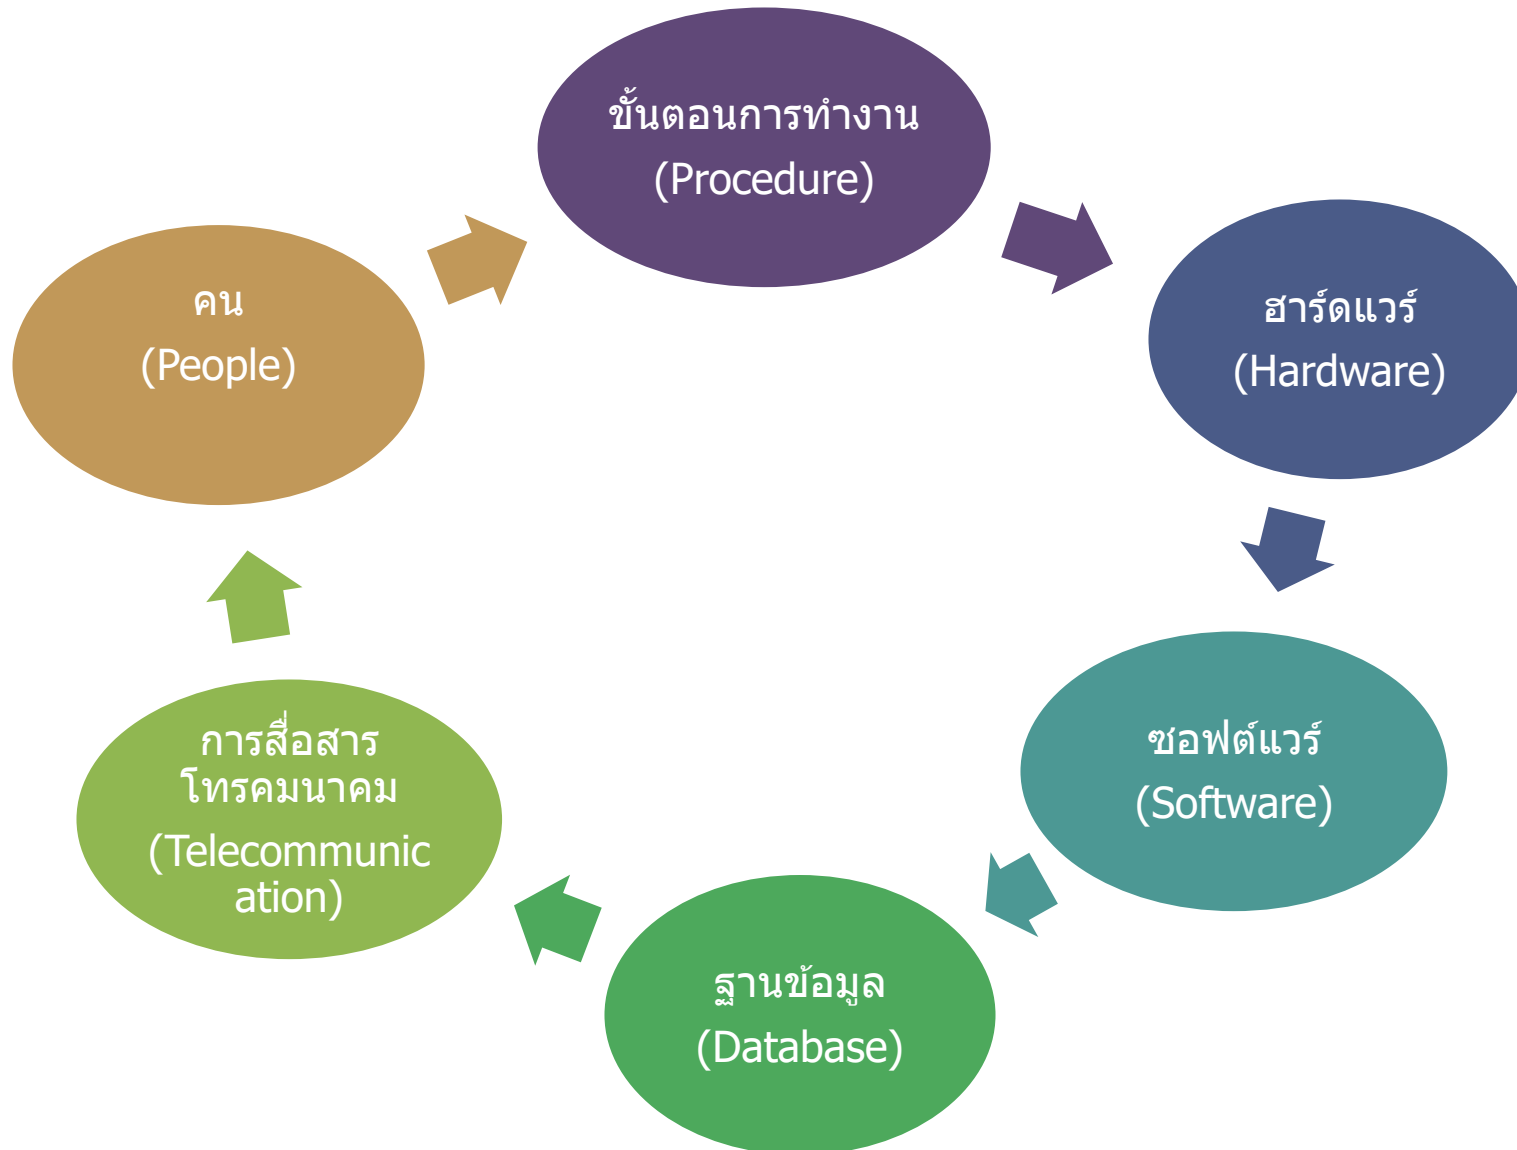 ขั้นตอนการทำงาน
(Procedure)
ฮาร์ดแวร์
(Hardware)
ซอฟต์แวร์
(Software)
ฐานข้อมูล
(Database)
การสื่อสาร
โทรคมนาคม
(Telecommunic
ation)
คน
(People)